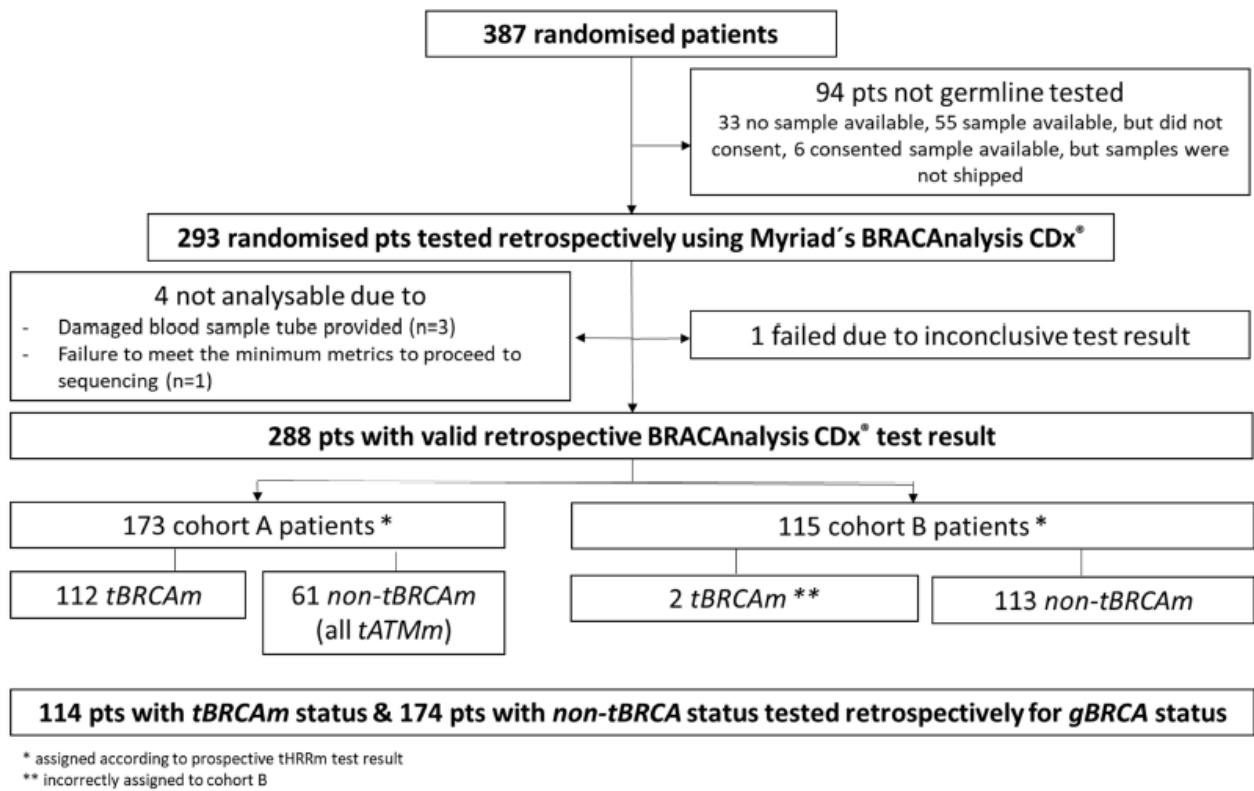 387 randomised patients
94 pts not germline tested
33 no sample available, 55 sample available, but did not
consent, 6 consented sample available, but samples were
not shipped
293 randomised pts tested retrospectively using Myriad´s BRACAnalysis CDx®
4 not analysable due to
- Damaged blood sample tube provided (n=3)
- Failure to meet the minimum metrics to proceed to
sequencing (n=1)
1 failed due to inconclusive test result
288 pts with valid retrospective BRACAnalysis CDx® test result
173 cohort A patients *
115 cohort B patients *
112 tBRCAm
61 non-tBRCAm
(all tATMm)
2 tBRCAm **
113 non-tBRCAm
114 pts with tBRCAm status & 174 pts with non-tBRCA status tested retrospectively for gBRCA status
* assigned according to prospective tHRRm test result
** incorrectly assigned to cohort B